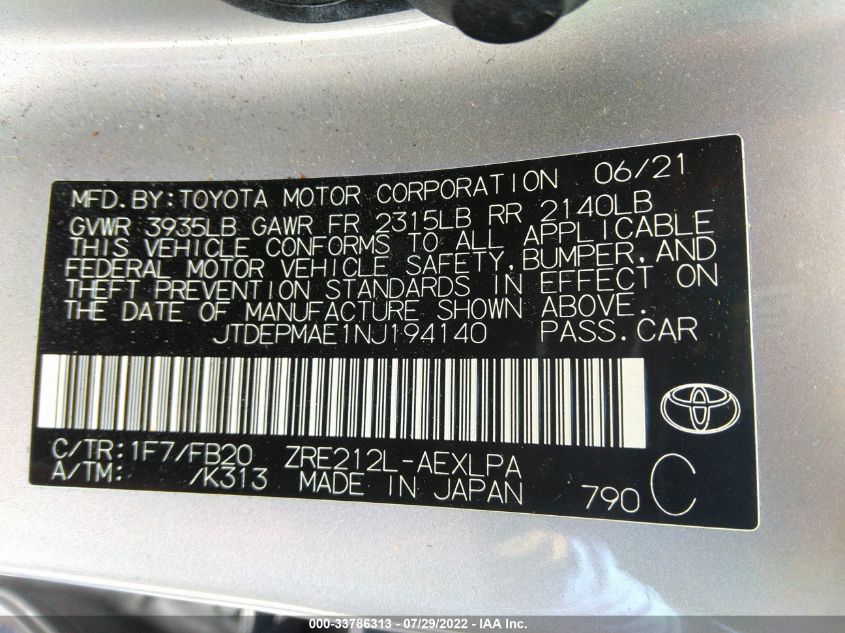 MFD.BY:TOYOTA MOTOR CORPORATION 06/21
GVWR 3935LB GAWR FR 2315LB RR 2140LB
THIS VEHICLE CONFORMS TO ALL APPLICABLE
FEDERAL MOTOR VEHICLE SAFETY,BUMPER,AND
THEFT PREVENTION STANDARDS IN EFFECT ON
THE DATE OF MANUFACTURE SHOWN ABOVE.
JTDEPMAE1NJ194140 PASS.CAR
C/TR:1F7/FB20 ZRE212L-AEXLPA
A/TM: /K313 MADE IN JAPAN 790 C
000-33786313 - 07/29/2022 - IAA Inc.